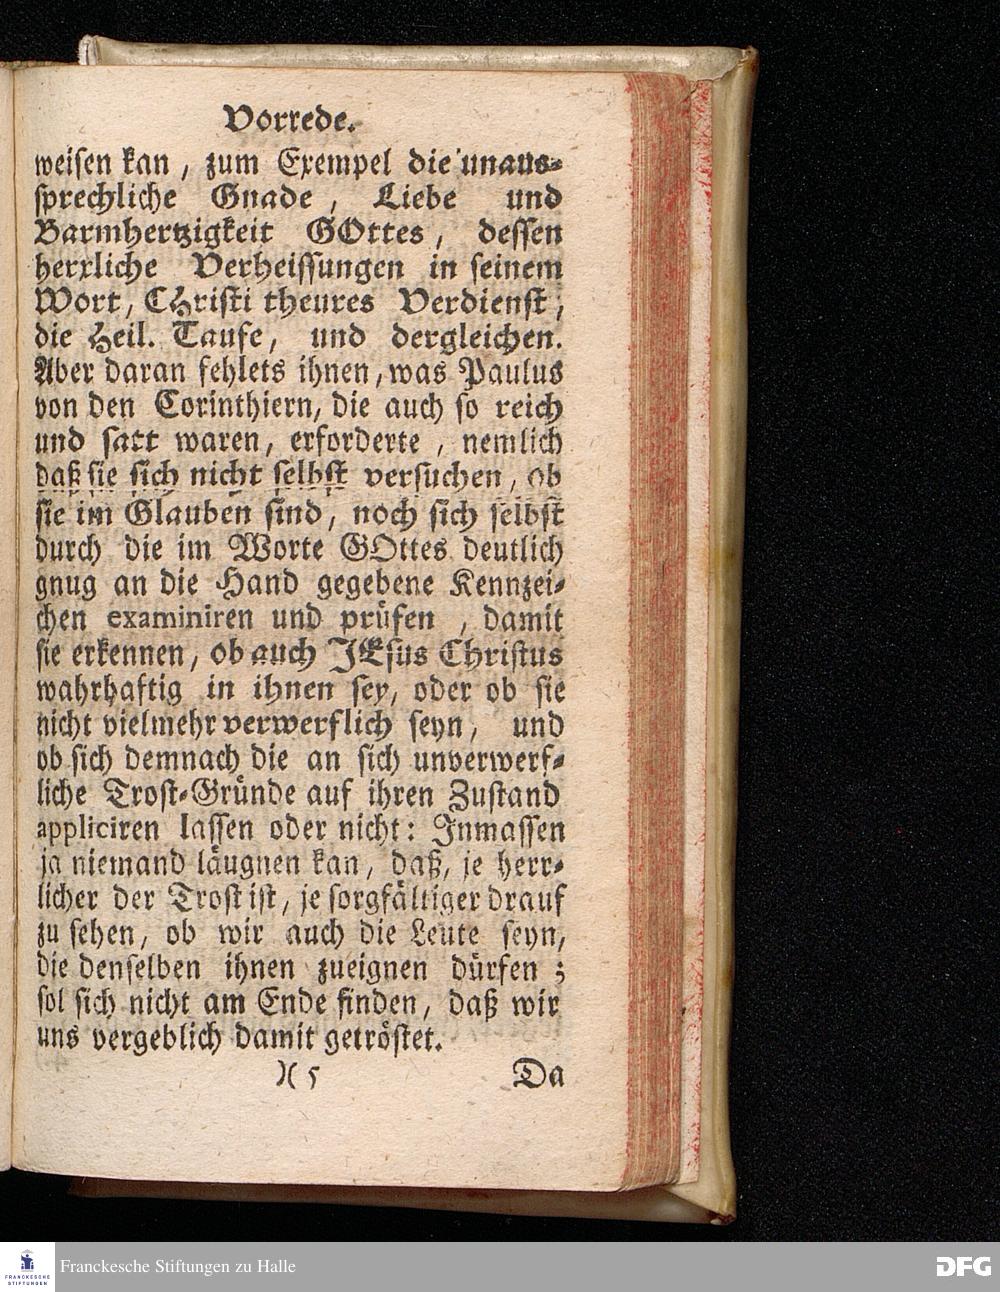 Vorrede.
weisen kan, zum Exempel die unaus-
sprechliche Gnade, Liebe und
Barmhertzigkeit GOttes, dessen
herrliche Verheissungen in seinem
Wort, CHristi theures Verdienst,
die Heil. Taufe, und dergleichen.
Aber daran fehlets ihnen, was Paulus
von den Corinthiern, die auch so reich
und satt waren, erforderte, nemlich
daß sie sich nicht selbst versuchen, ob
sie im Glauben sind, noch sich selbst
durch die im Worte GOttes deutlich
gnug an die Hand gegebene Kennzei-
chen examiniren und prüfen, damit
sie erkennen, ob auch JEsus Christus
wahrhaftig in ihnen sey, oder ob sie
nicht vielmehr verwerflich seyn, und
ob sich demnach die an sich unverwerf-
liche Trost-Gründe auf ihren Zustand
appliciren lassen oder nicht: Inmassen
ja niemand läugnen kan, daß, je herr-
licher der Trost ist, je sorgfältiger drauf
zu sehen, ob wir auch die Leute seyn,
die denselben ihnen zueignen dürfen;
sol sich nicht am Ende finden, daß wir
uns vergeblich damit getröstet.
)( 5 Da
FRANCKESCHE STIFTUNGEN
Franckesche Stiftungen zu Halle
DFG